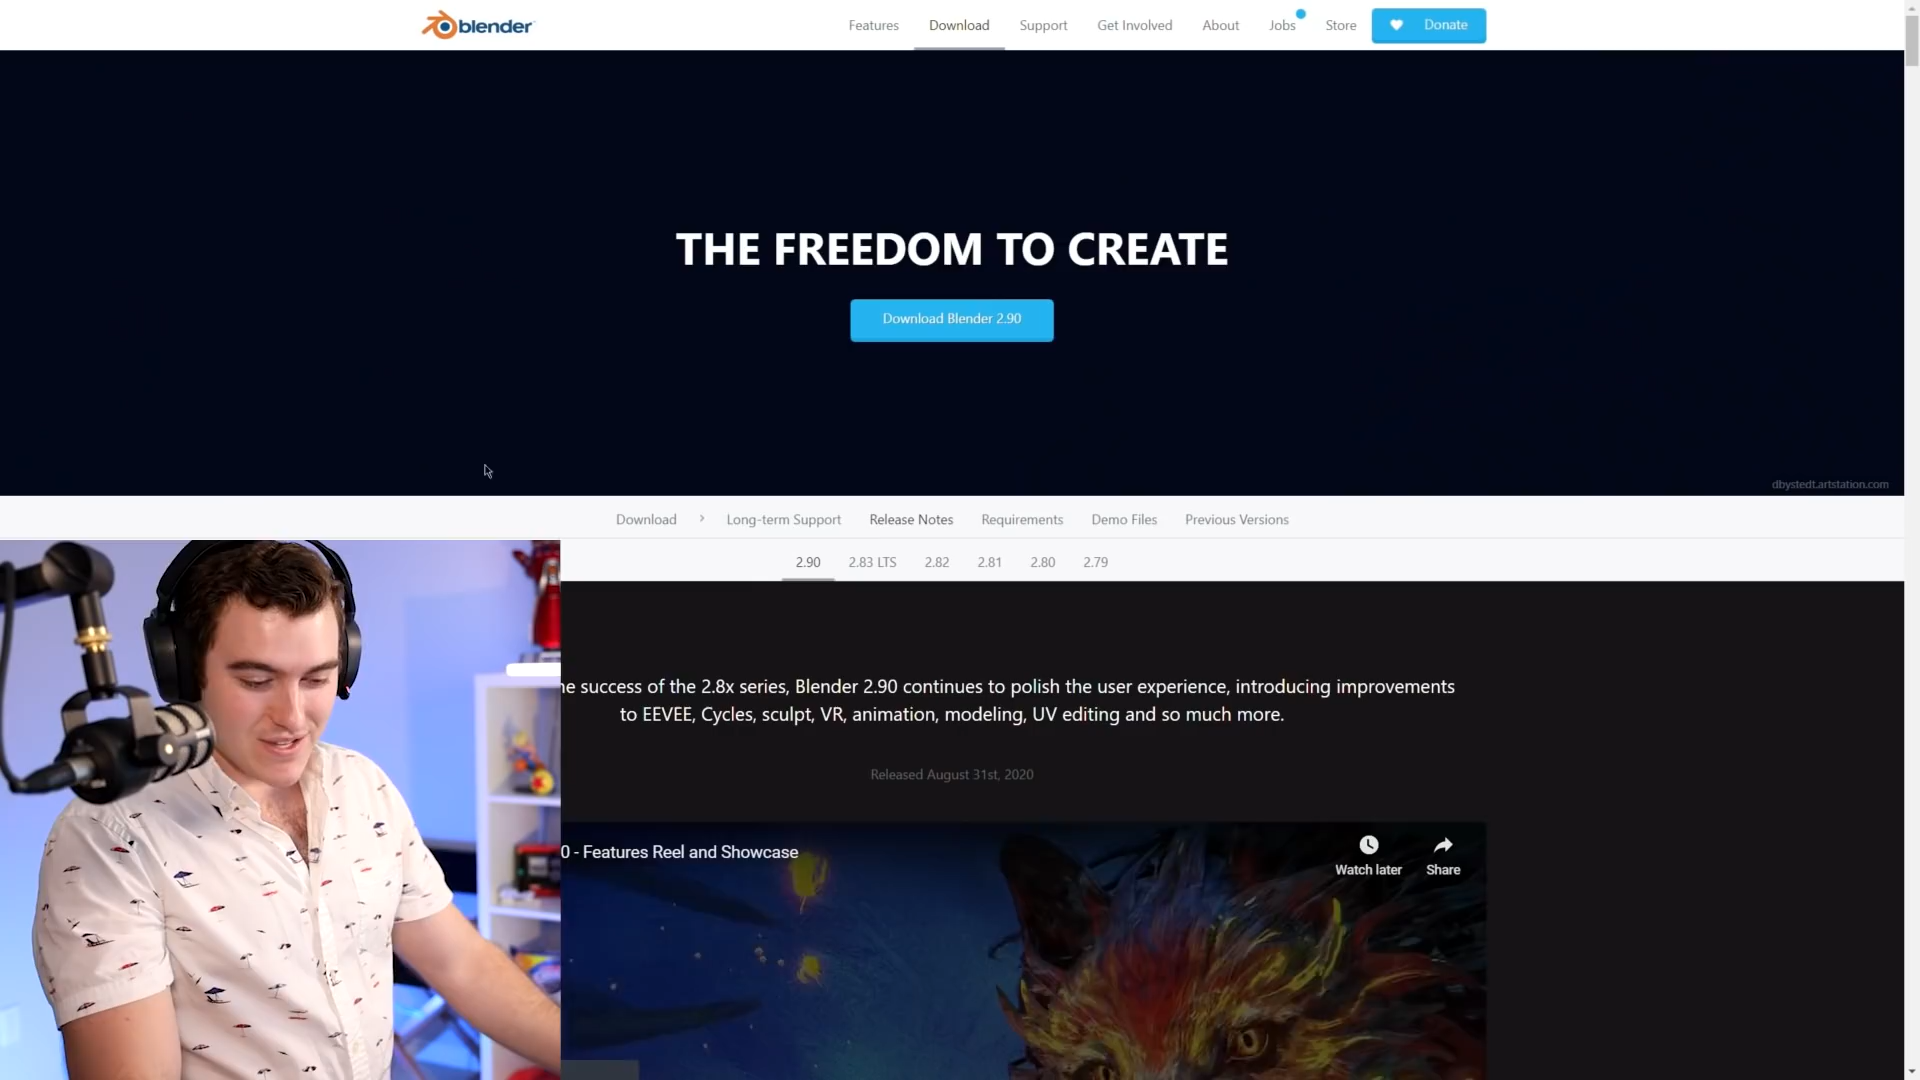 blender
Features
Download
Support
Get Involved
About
Jobs
Store
Donate
THE FREEDOM TO CREATE
Download Blender 2.90
dbystedt.artstation.com
Download
Long-term Support
Release Notes
Requirements
Demo Files
Previous Versions
2.90
2.83 LTS
2.82
2.81
2.80
2.79
success of the 2.8x series, Blender 2.90 continues to polish the user experience, introducing improvements
to EEVEE, Cycles, sculpt, VR, animation, modeling, UV editing and so much more.
Released August 31st, 2020
0 - Features Reel and Showcase
Watch later
Share